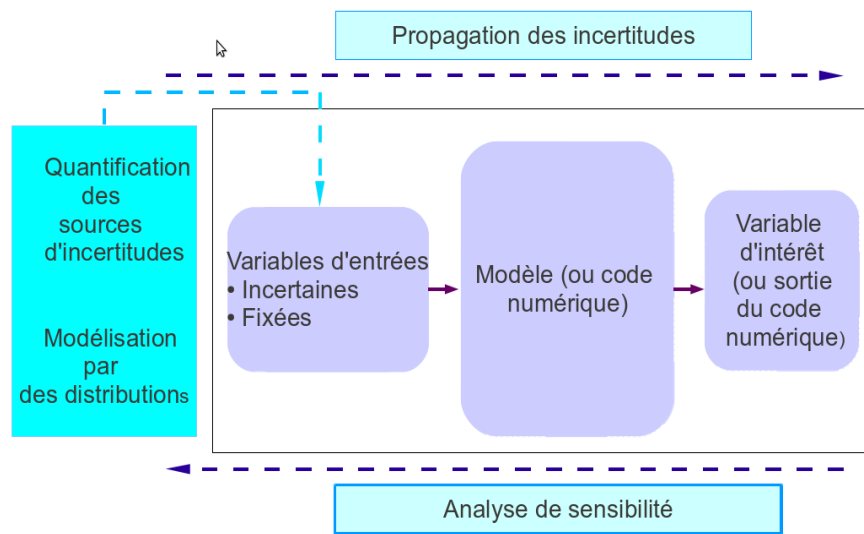 Propagation des incertitudes
Quantification
des
sources
d'incertitudes
Modélisation
par
des distributions
Variables d'entrées
• Incertaines
• Fixées
Modèle (ou code
numérique)
Variable
d'intérêt
(ou sortie
du code
numérique)
Analyse de sensibilité